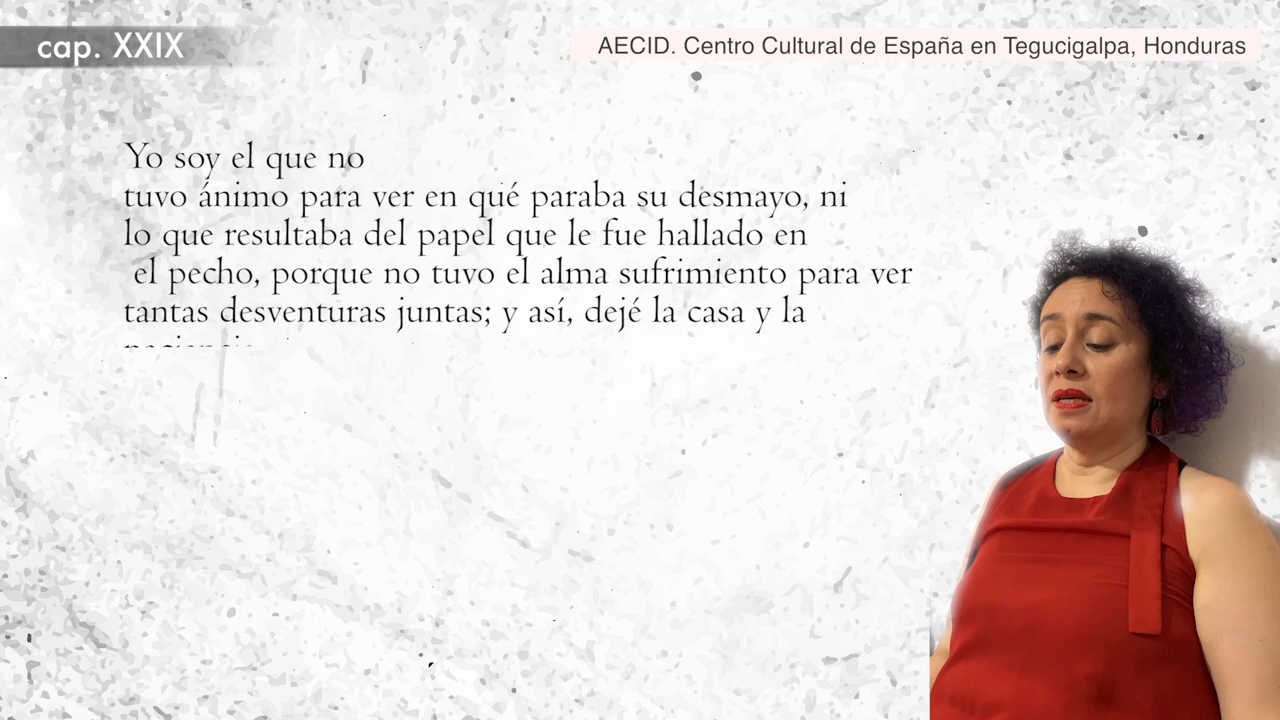 cap. XXIX
AECID. Centro Cultural de España en Tegucigalpa, Honduras
Yo soy el que no
tuvo ánimo para ver en qué paraba su desmayo, ni
lo que resultaba del papel que le fue hallado en
el pecho, porque no tuvo el alma sufrimiento para ver
tantas desventuras juntas; y así, dejé la casa y la